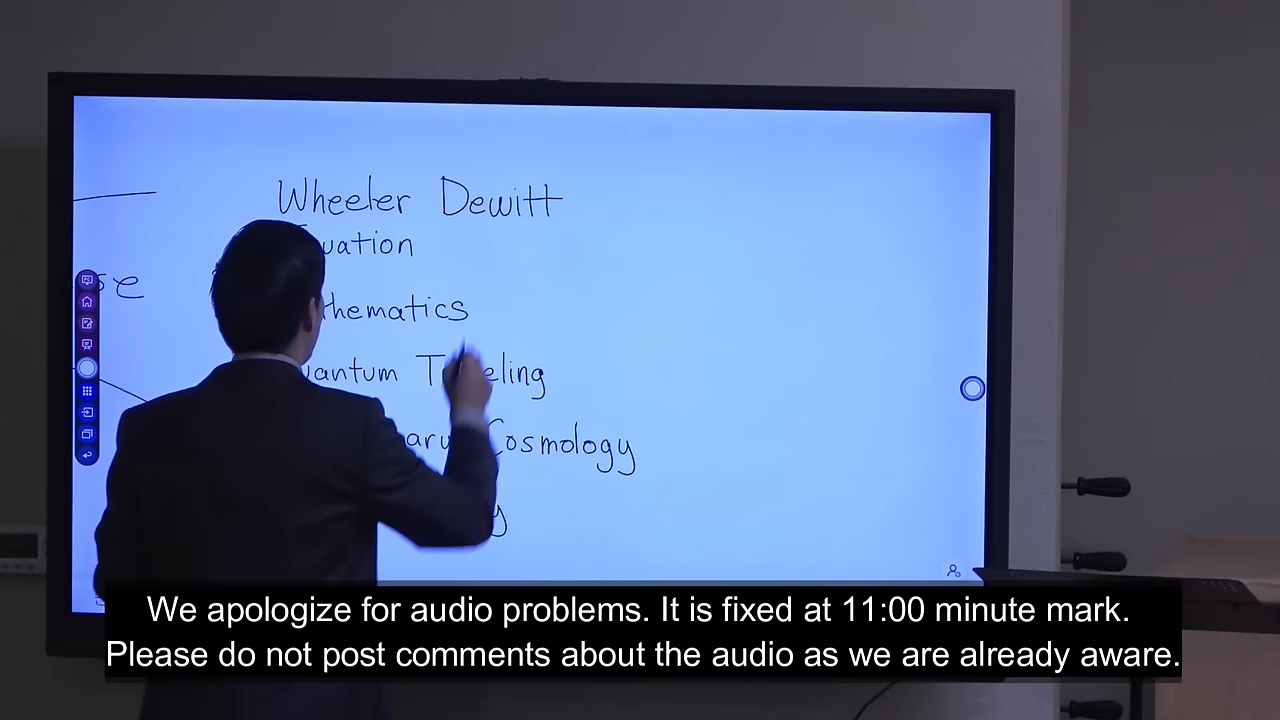 Wheeler Dewitt
uation
thematics
uantum T eling
Cosmology
We apologize for audio problems. It is fixed at 11:00 minute mark.
Please do not post comments about the audio as we are already aware.